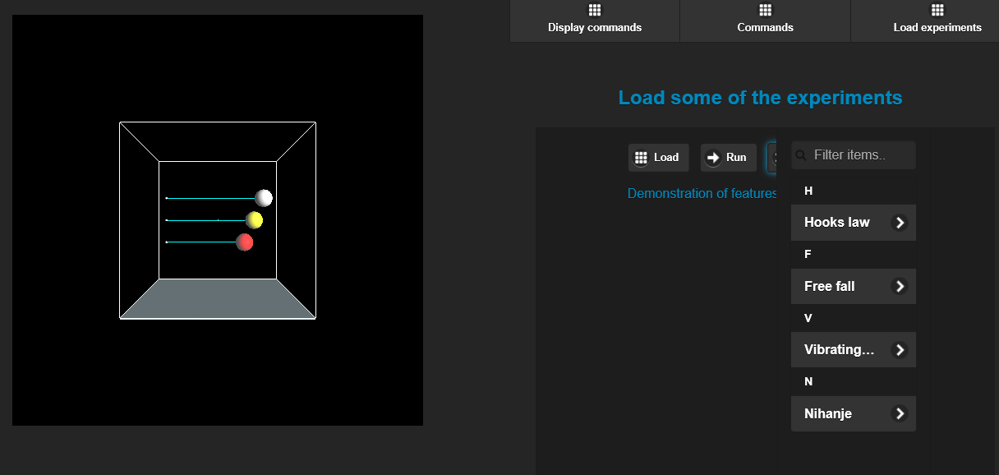 Display commands
Commands
Load experiments
Load some of the experiments
Load
Run
Filter items..
Demonstration of features
H
Hooks law
F
Free fall
V
Vibrating...
N
Nihanje